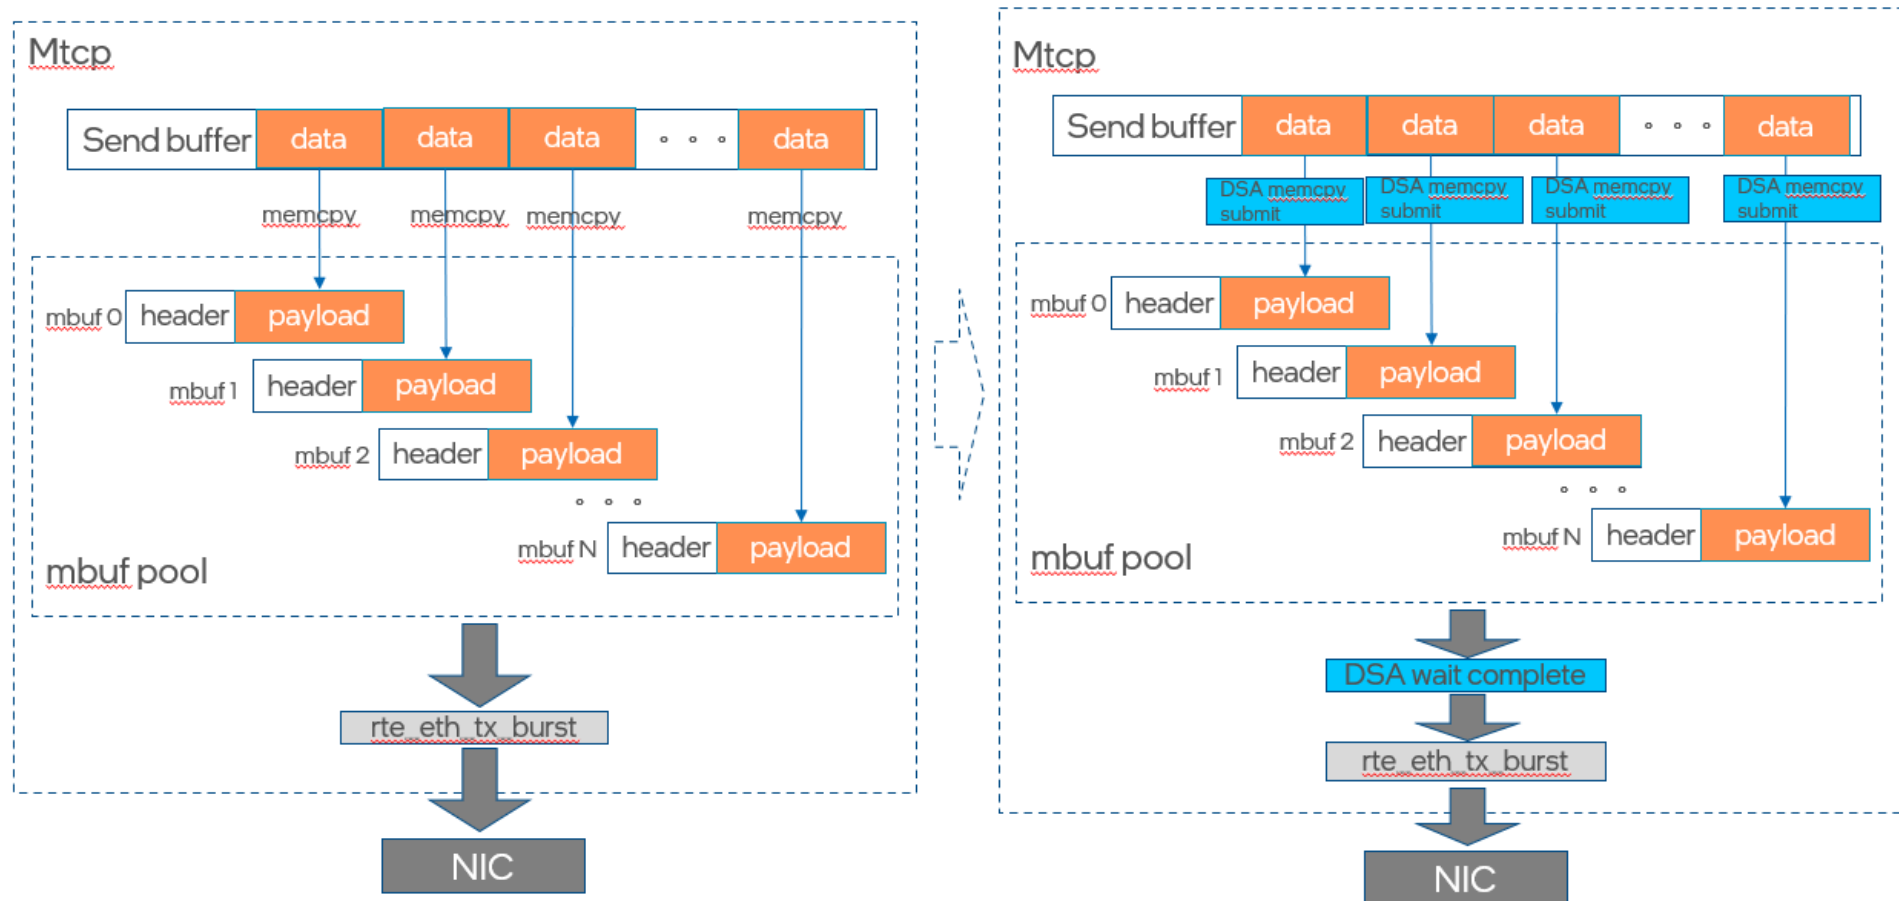 Mtcp
Send buffer data data data data
memcpy memcpy memcpy memcpy
mbuf 0 header payload
mbuf 1 header payload
mbuf 2 header payload
mbuf N header payload
mbuf pool
rte_eth_tx_burst
NIC
Mtcp
Send buffer data data data data
DSA memcpy DSA memcpy DSA memcpy DSA memcpy
submit submit submit submit
mbuf 0 header payload
mbuf 1 header payload
mbuf 2 header payload
mbuf N header payload
mbuf pool
DSA wait complete
rte_eth_tx_burst
NIC